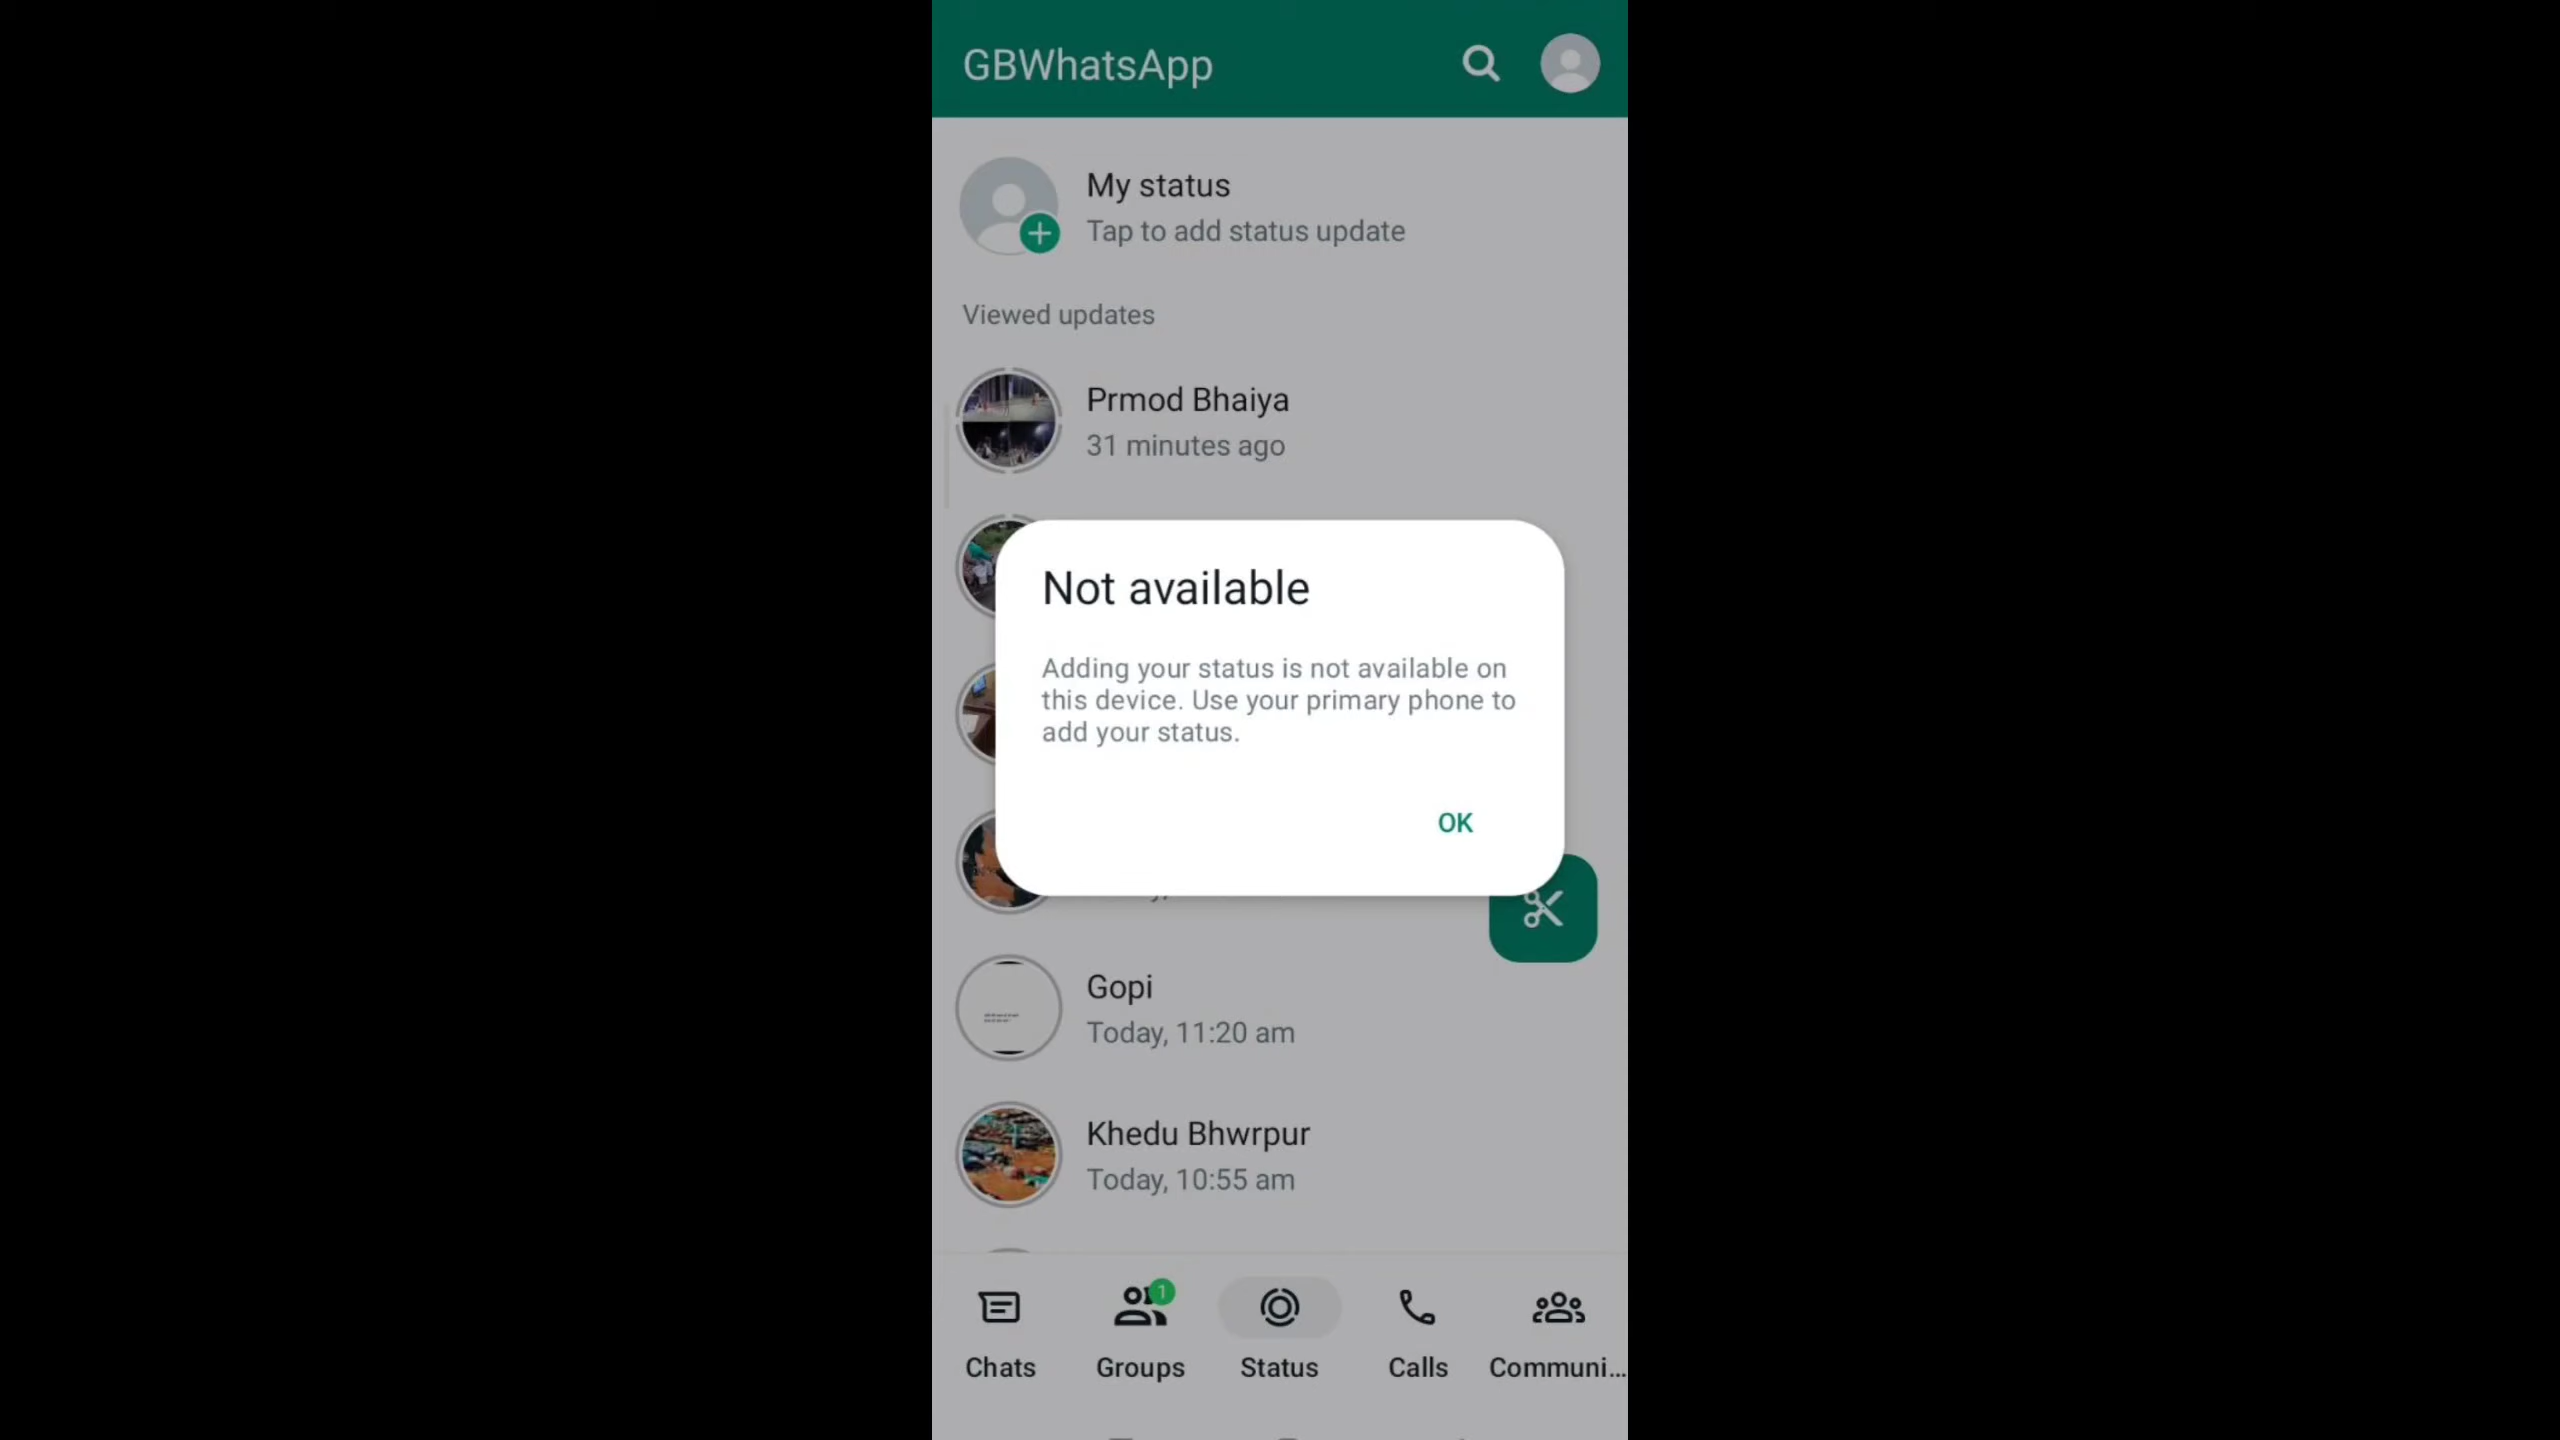 GBWhatsApp
My status
Tap to add status update
Viewed updates
Prmod Bhaiya
31 minutes ago
Not available
Adding your status is not available on
this device. Use your primary phone to
add your status.
OK
Gopi
Today, 11:20 am
Khedu Bhwrpur
Today, 10:55 am
1
Chats
Groups
Status
Calls
Communi...